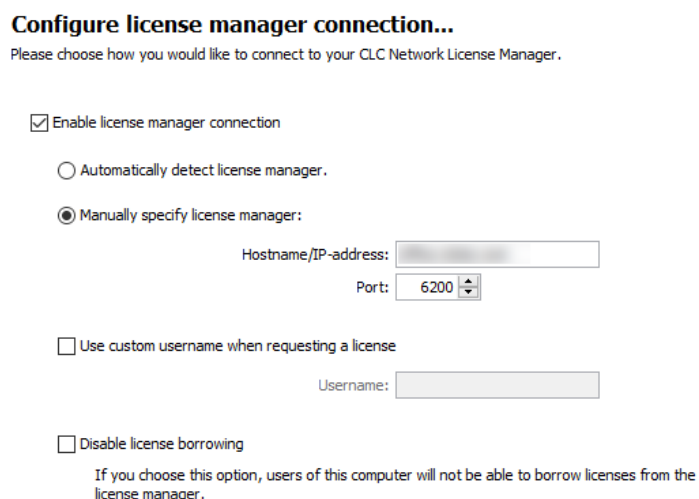 Configure license manager connection...
Please choose how you would like to connect to your CLC Network License Manager.
Enable license manager connection
Automatically detect license manager.
Manually specify license manager:
Hostname/IP-address:
Port: 6200
Use custom username when requesting a license
Username:
Disable license borrowing
If you choose this option, users of this computer will not be able to borrow licenses from the
license manager.